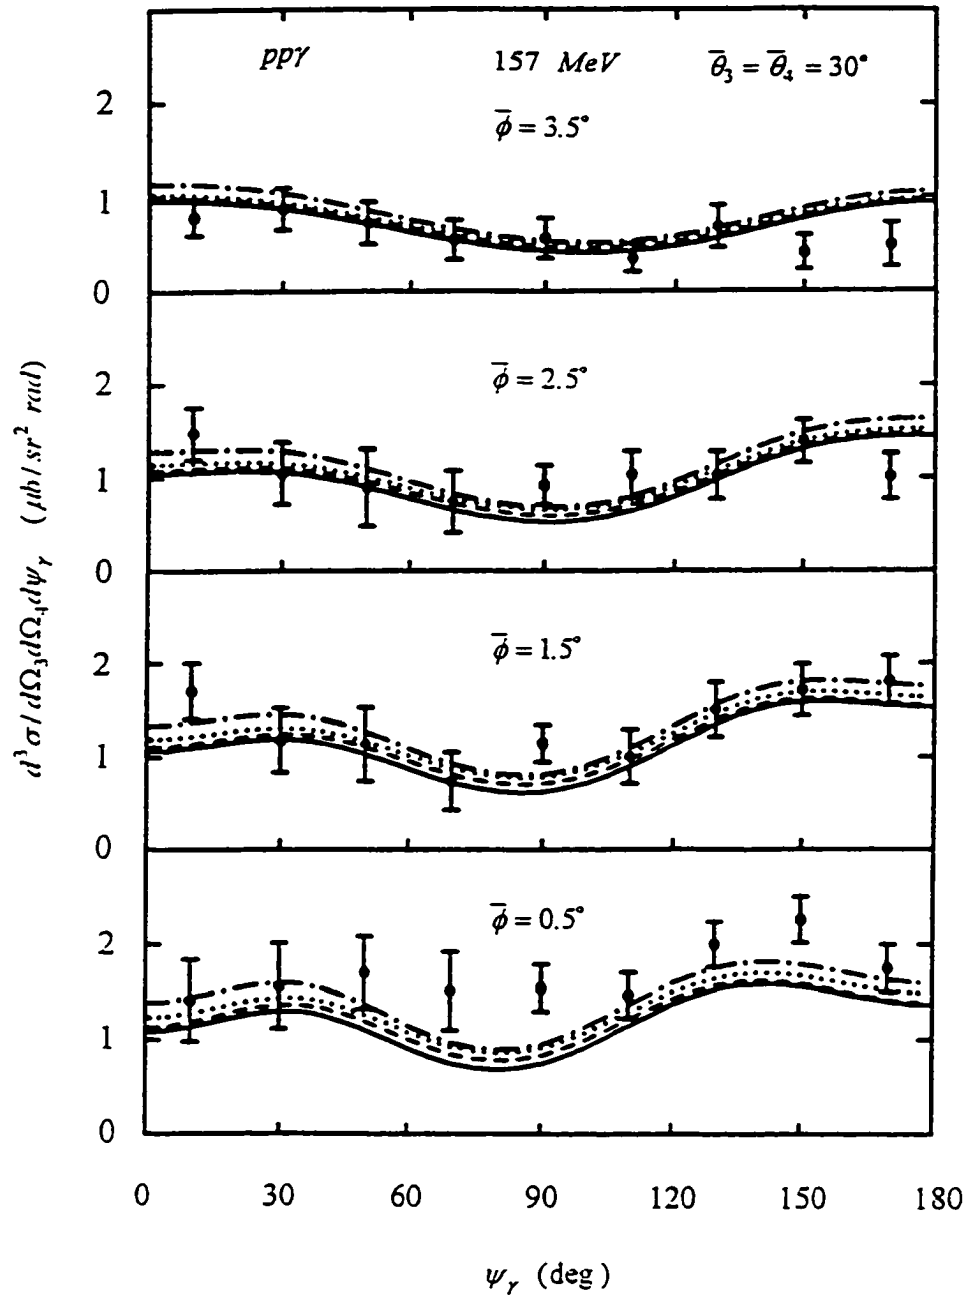 ppγ 157 MeV θ̅₃ = θ̅₄ = 30°
ϕ̅ = 3.5°
2
1
0
ϕ̅ = 2.5°
2
1
0
ϕ̅ = 1.5°
2
1
0
ϕ̅ = 0.5°
2
1
0
d³σ/dΩ₃dΩ₄dψᵧ (μb/sr² rad)
0 30 60 90 120 150 180
ψᵧ (deg)